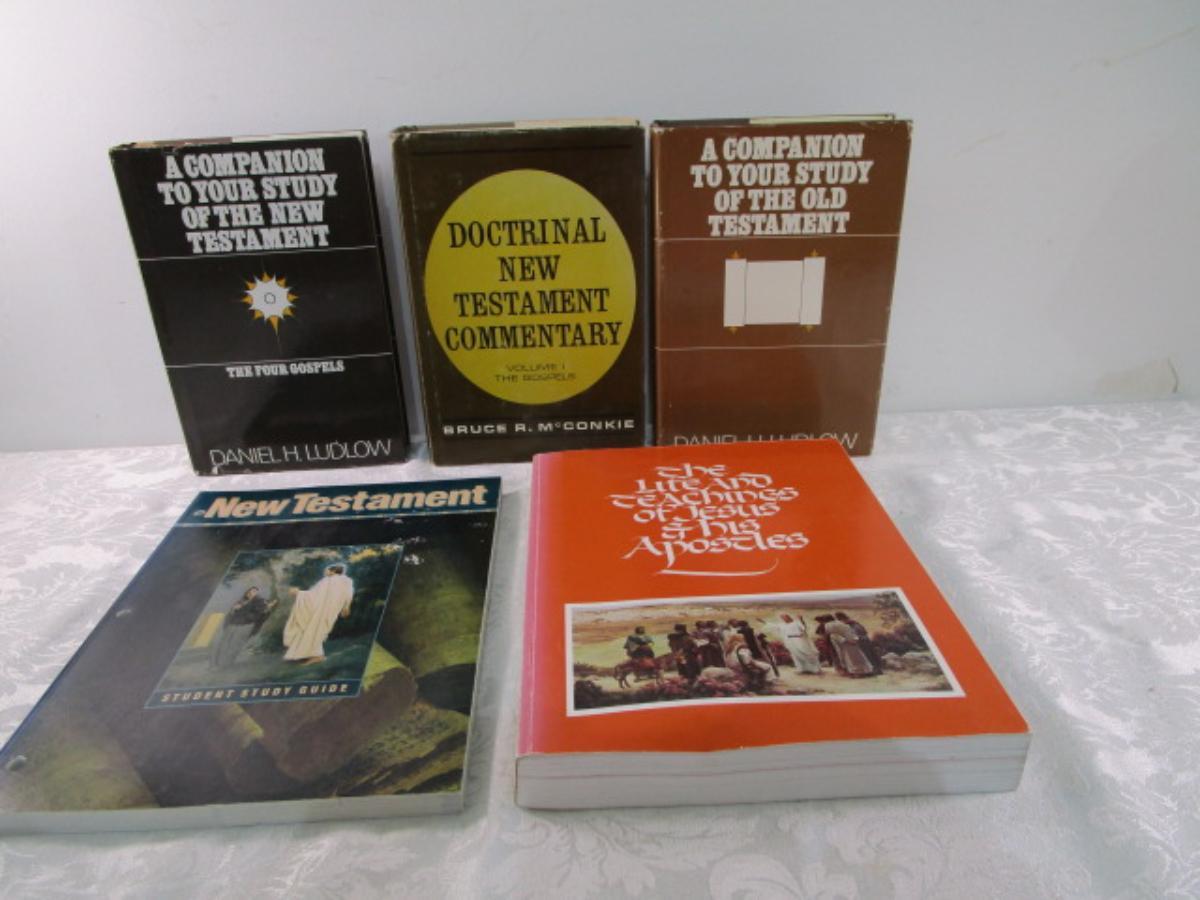 A COMPANION
TO YOUR STUDY
OF THE NEW
TESTAMENT
THE FOUR GOSPELS
DANIEL H. LUDLOW
DOCTRINAL
NEW
TESTAMENT
COMMENTARY
VOLUME I
THE GOSPELS
BRUCE R. McCONKIE
A COMPANION
TO YOUR STUDY
OF THE OLD
TESTAMENT
DANIEL H. LUDLOW
New Testament
STUDENT STUDY GUIDE
The
Life and
Teachings
of Jesus
& his
Apostles